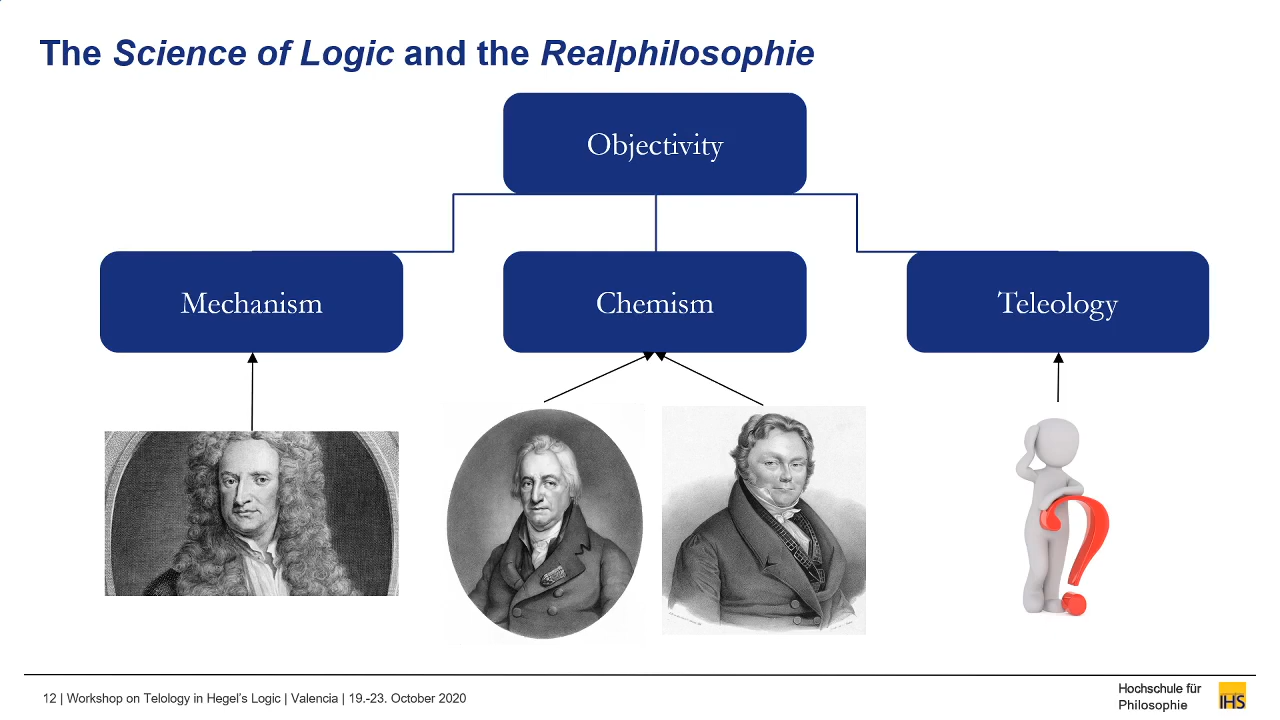 The Science of Logic and the Realphilosophie
Objectivity
Mechanism
Chemism
Teleology
12 | Workshop on Telology in Hegel's Logic | Valencia | 19.-23. October 2020
Hochschule für
Philosophie
IHS